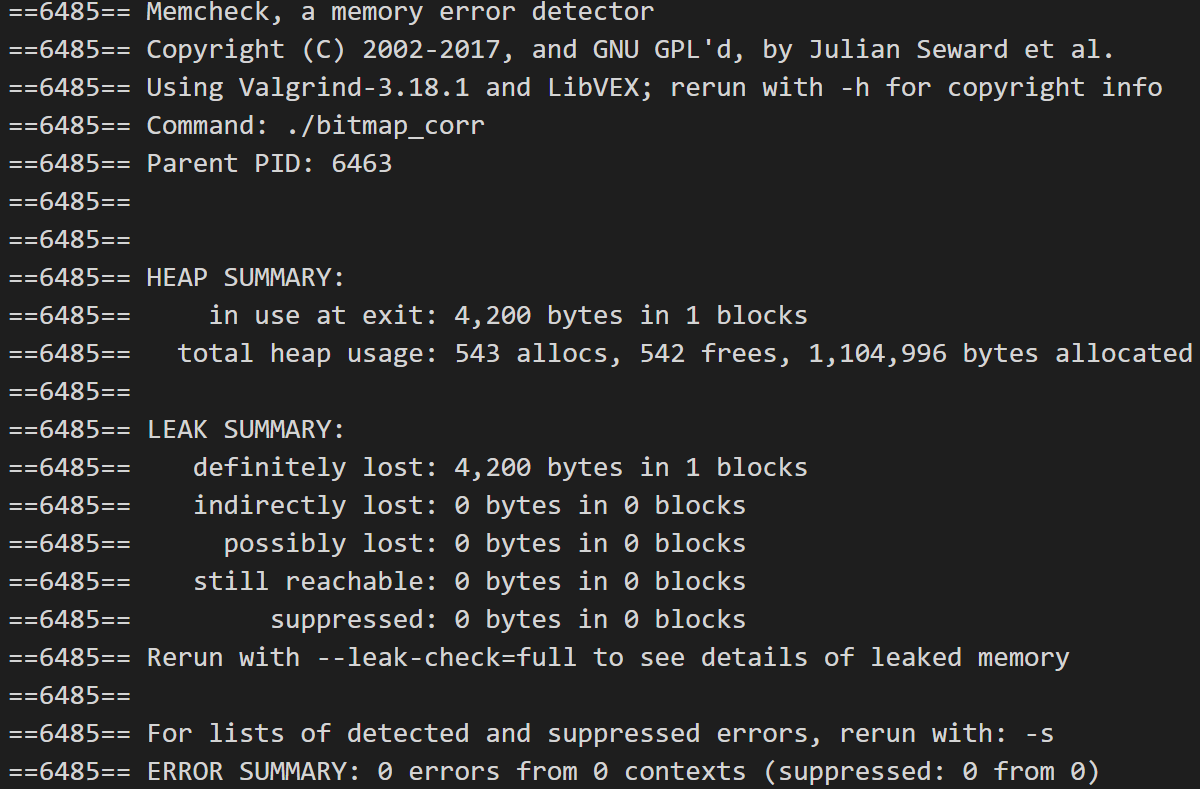 ==6485== Memcheck, a memory error detector
==6485== Copyright (C) 2002-2017, and GNU GPL'd, by Julian Seward et al.
==6485== Using Valgrind-3.18.1 and LibVEX; rerun with -h for copyright info
==6485== Command: ./bitmap_corr
==6485== Parent PID: 6463
==6485==
==6485==
==6485== HEAP SUMMARY:
==6485==     in use at exit: 4,200 bytes in 1 blocks
==6485==   total heap usage: 543 allocs, 542 frees, 1,104,996 bytes allocated
==6485==
==6485== LEAK SUMMARY:
==6485==    definitely lost: 4,200 bytes in 1 blocks
==6485==    indirectly lost: 0 bytes in 0 blocks
==6485==      possibly lost: 0 bytes in 0 blocks
==6485==    still reachable: 0 bytes in 0 blocks
==6485==         suppressed: 0 bytes in 0 blocks
==6485== Rerun with --leak-check=full to see details of leaked memory
==6485==
==6485== For lists of detected and suppressed errors, rerun with: -s
==6485== ERROR SUMMARY: 0 errors from 0 contexts (suppressed: 0 from 0)